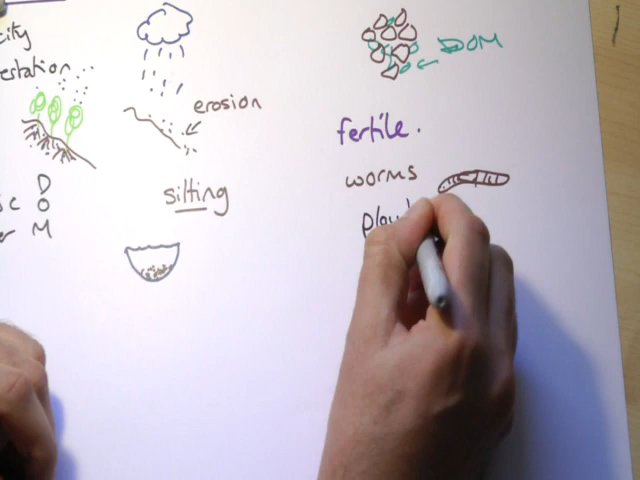 city
estation
erosion
D
O
M
silting
DOM
fertile.
worms